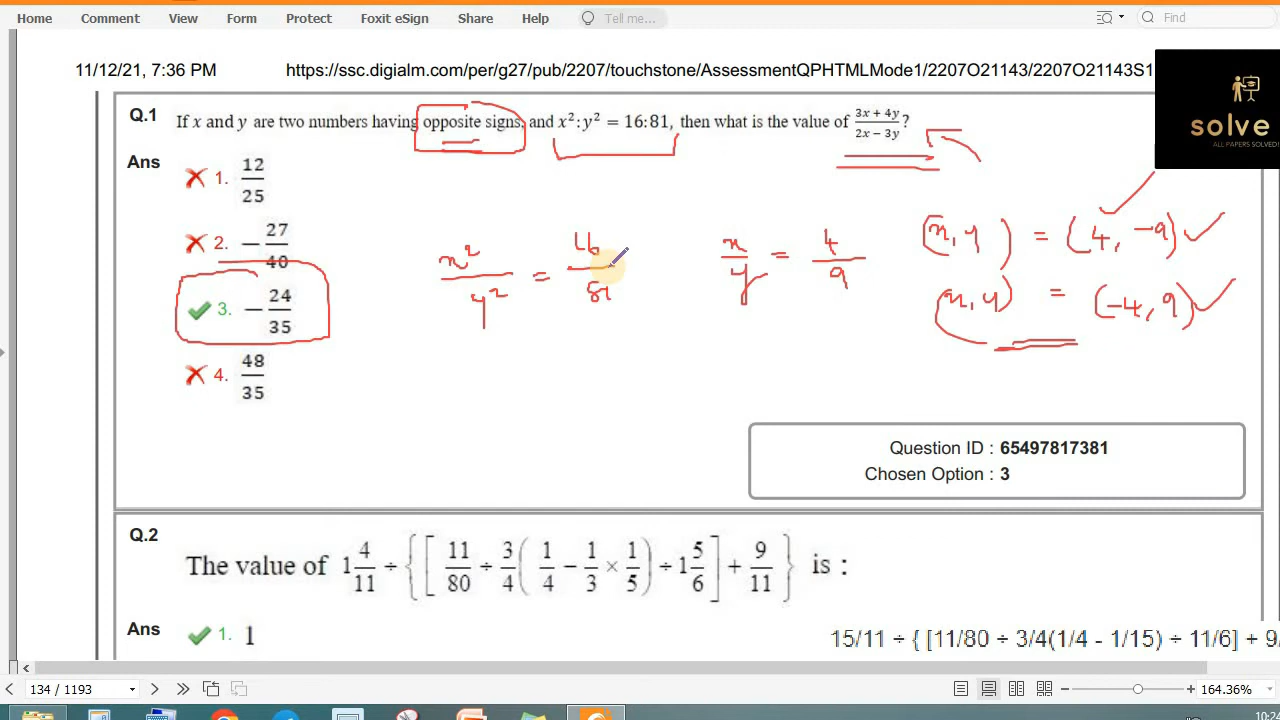 Home Comment View Form Protect Foxit eSign Share Help Tell me... Find
11/12/21, 7:36 PM https://ssc.digialm.com/per/g27/pub/2207/touchstone/AssessmentQPHTMLMode1/2207O21143/2207O21143S1
solve
ALL PAPERS SOLVED!
Q.1 If x and y are two numbers having opposite signs, and x²:y² = 16:81, then what is the value of (3x + 4y)/(2x − 3y)?
Ans 1. 12/25
2. −27/40
3. −24/35
4. 48/35
x²/y² = 16/81
x/y = 4/9
(x, y) = (4, -9)
(x, y) = (-4, 9)
Question ID : 65497817381
Chosen Option : 3
Q.2 The value of 1 4/11 ÷ { [ 11/80 ÷ 3/4 ( 1/4 − 1/3 × 1/5 ) ÷ 1 5/6 ] + 9/11 } is :
Ans 1. 1
15/11 ÷ { [11/80 ÷ 3/4(1/4 - 1/15) ÷ 11/6] + 9/
134 / 1193 164.36%
10:24